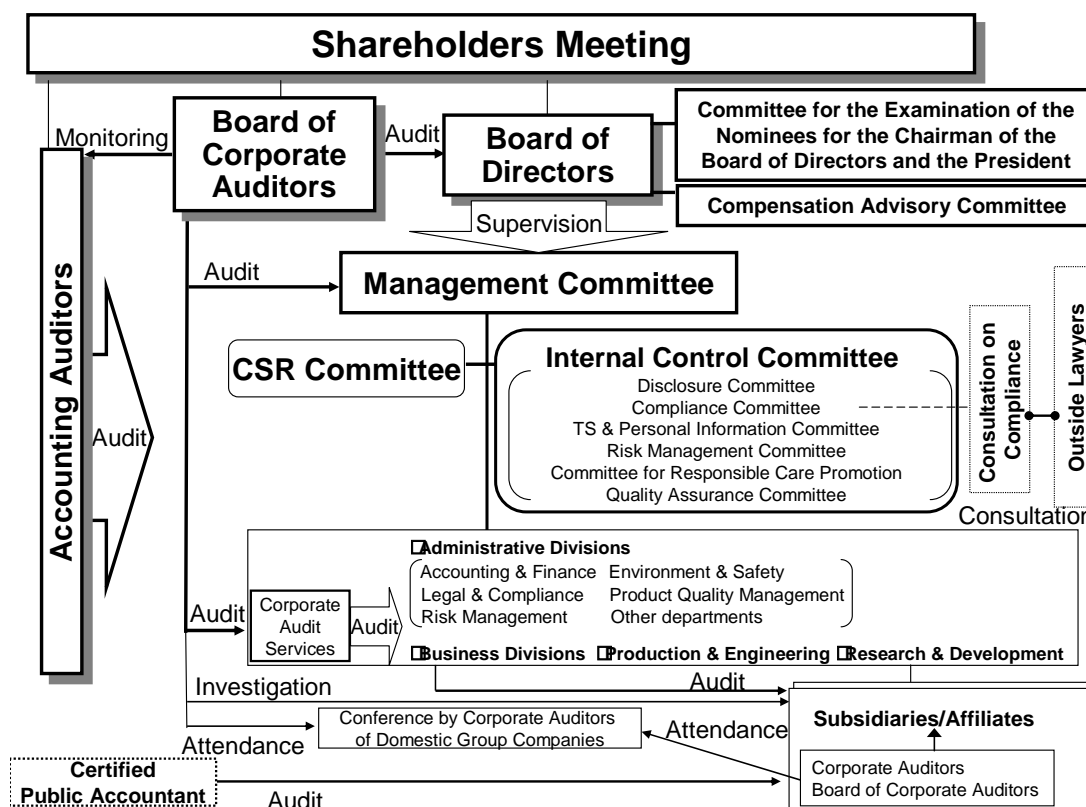 Shareholders Meeting
Monitoring
Board of
Corporate
Auditors
Audit
Board of
Directors
Committee for the Examination of the
Nominees for the Chairman of the
Board of Directors and the President
Compensation Advisory Committee
Supervision
Audit
Management Committee
Accounting Auditors
Audit
CSR Committee
Internal Control Committee
Disclosure Committee
Compliance Committee
TS & Personal Information Committee
Risk Management Committee
Committee for Responsible Care Promotion
Quality Assurance Committee
Consultation on
Compliance
Outside Lawyers
Consultation
Administrative Divisions
Accounting & Finance Environment & Safety
Legal & Compliance Product Quality Management
Risk Management Other departments
Audit
Corporate
Audit
Services
Audit
Business Divisions Production & Engineering Research & Development
Audit
Investigation
Conference by Corporate Auditors
of Domestic Group Companies
Attendance
Attendance
Subsidiaries/Affiliates
Corporate Auditors
Board of Corporate Auditors
Certified
Public Accountant
Audit